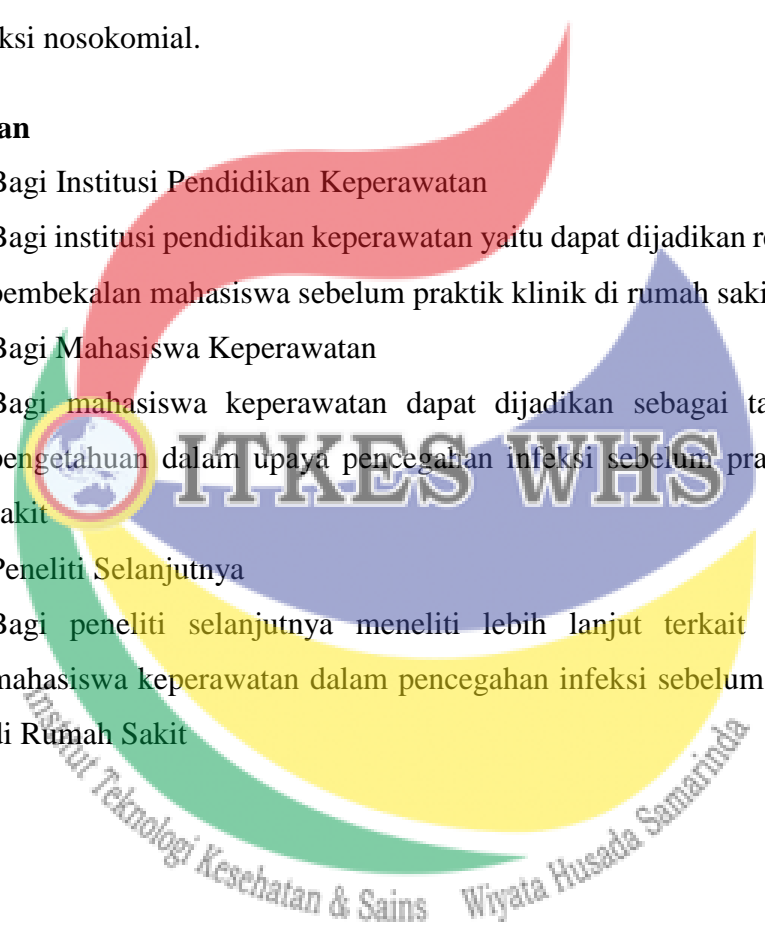 ksi nosokomial.
an
Bagi Institusi Pendidikan Keperawatan
Bagi institusi pendidikan keperawatan yaitu dapat dijadikan re
pembekalan mahasiswa sebelum praktik klinik di rumah saki
Bagi Mahasiswa Keperawatan
Bagi mahasiswa keperawatan dapat dijadikan sebagai ta
pengetahuan dalam upaya pencegahan infeksi sebelum pra
sakit
ITKES WHS
Peneliti Selanjutnya
Bagi peneliti selanjutnya meneliti lebih lanjut terkait
mahasiswa keperawatan dalam pencegahan infeksi sebelum
di Rumah Sakit
Institut Teknologi Kesehatan & Sains Wiyata Husada Samarinda